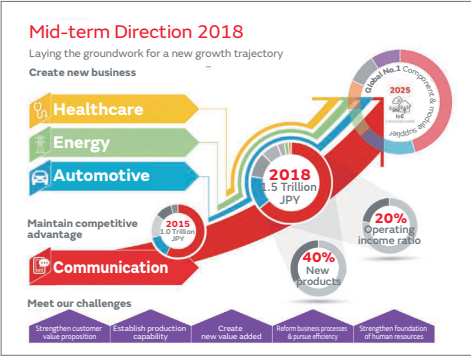 Mid-term Direction 2018
Laying the groundwork for a new growth trajectory
Create new business
Healthcare
Energy
Automotive
Global No.1 Component & module supplier
2025
IoE
2018
1.5 Trillion
JPY
Maintain competitive
advantage
2015
1.0 Trillion
JPY
Communication
20%
Operating
income ratio
40%
New
products
Meet our challenges
Strengthen customer
value proposition
Establish production
capability
Create
new value added
Reform business processes
& pursue efficiency
Strengthen foundation
of human resources